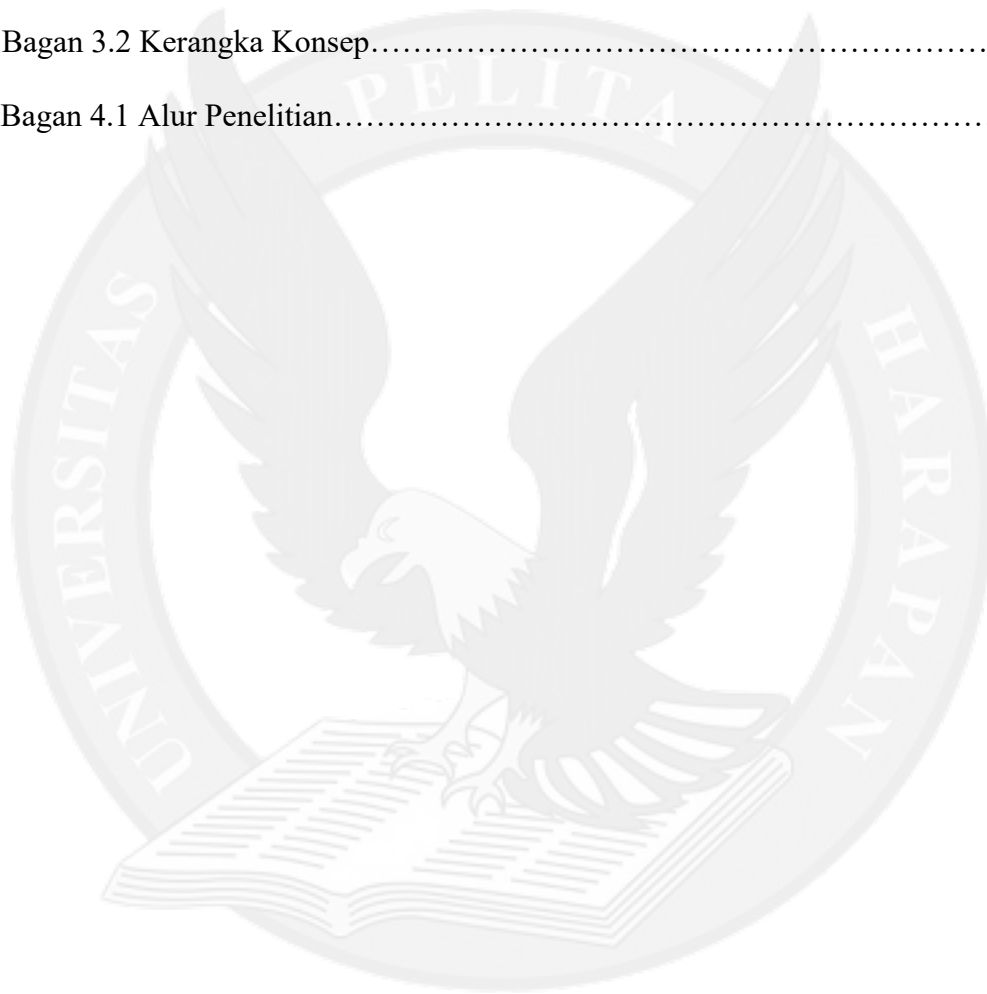 Bagan 3.2 Kerangka Konsep……………………………………………………
Bagan 4.1 Alur Penelitian………………………………………………………
UNIVERSITAS PELITA HARAPAN